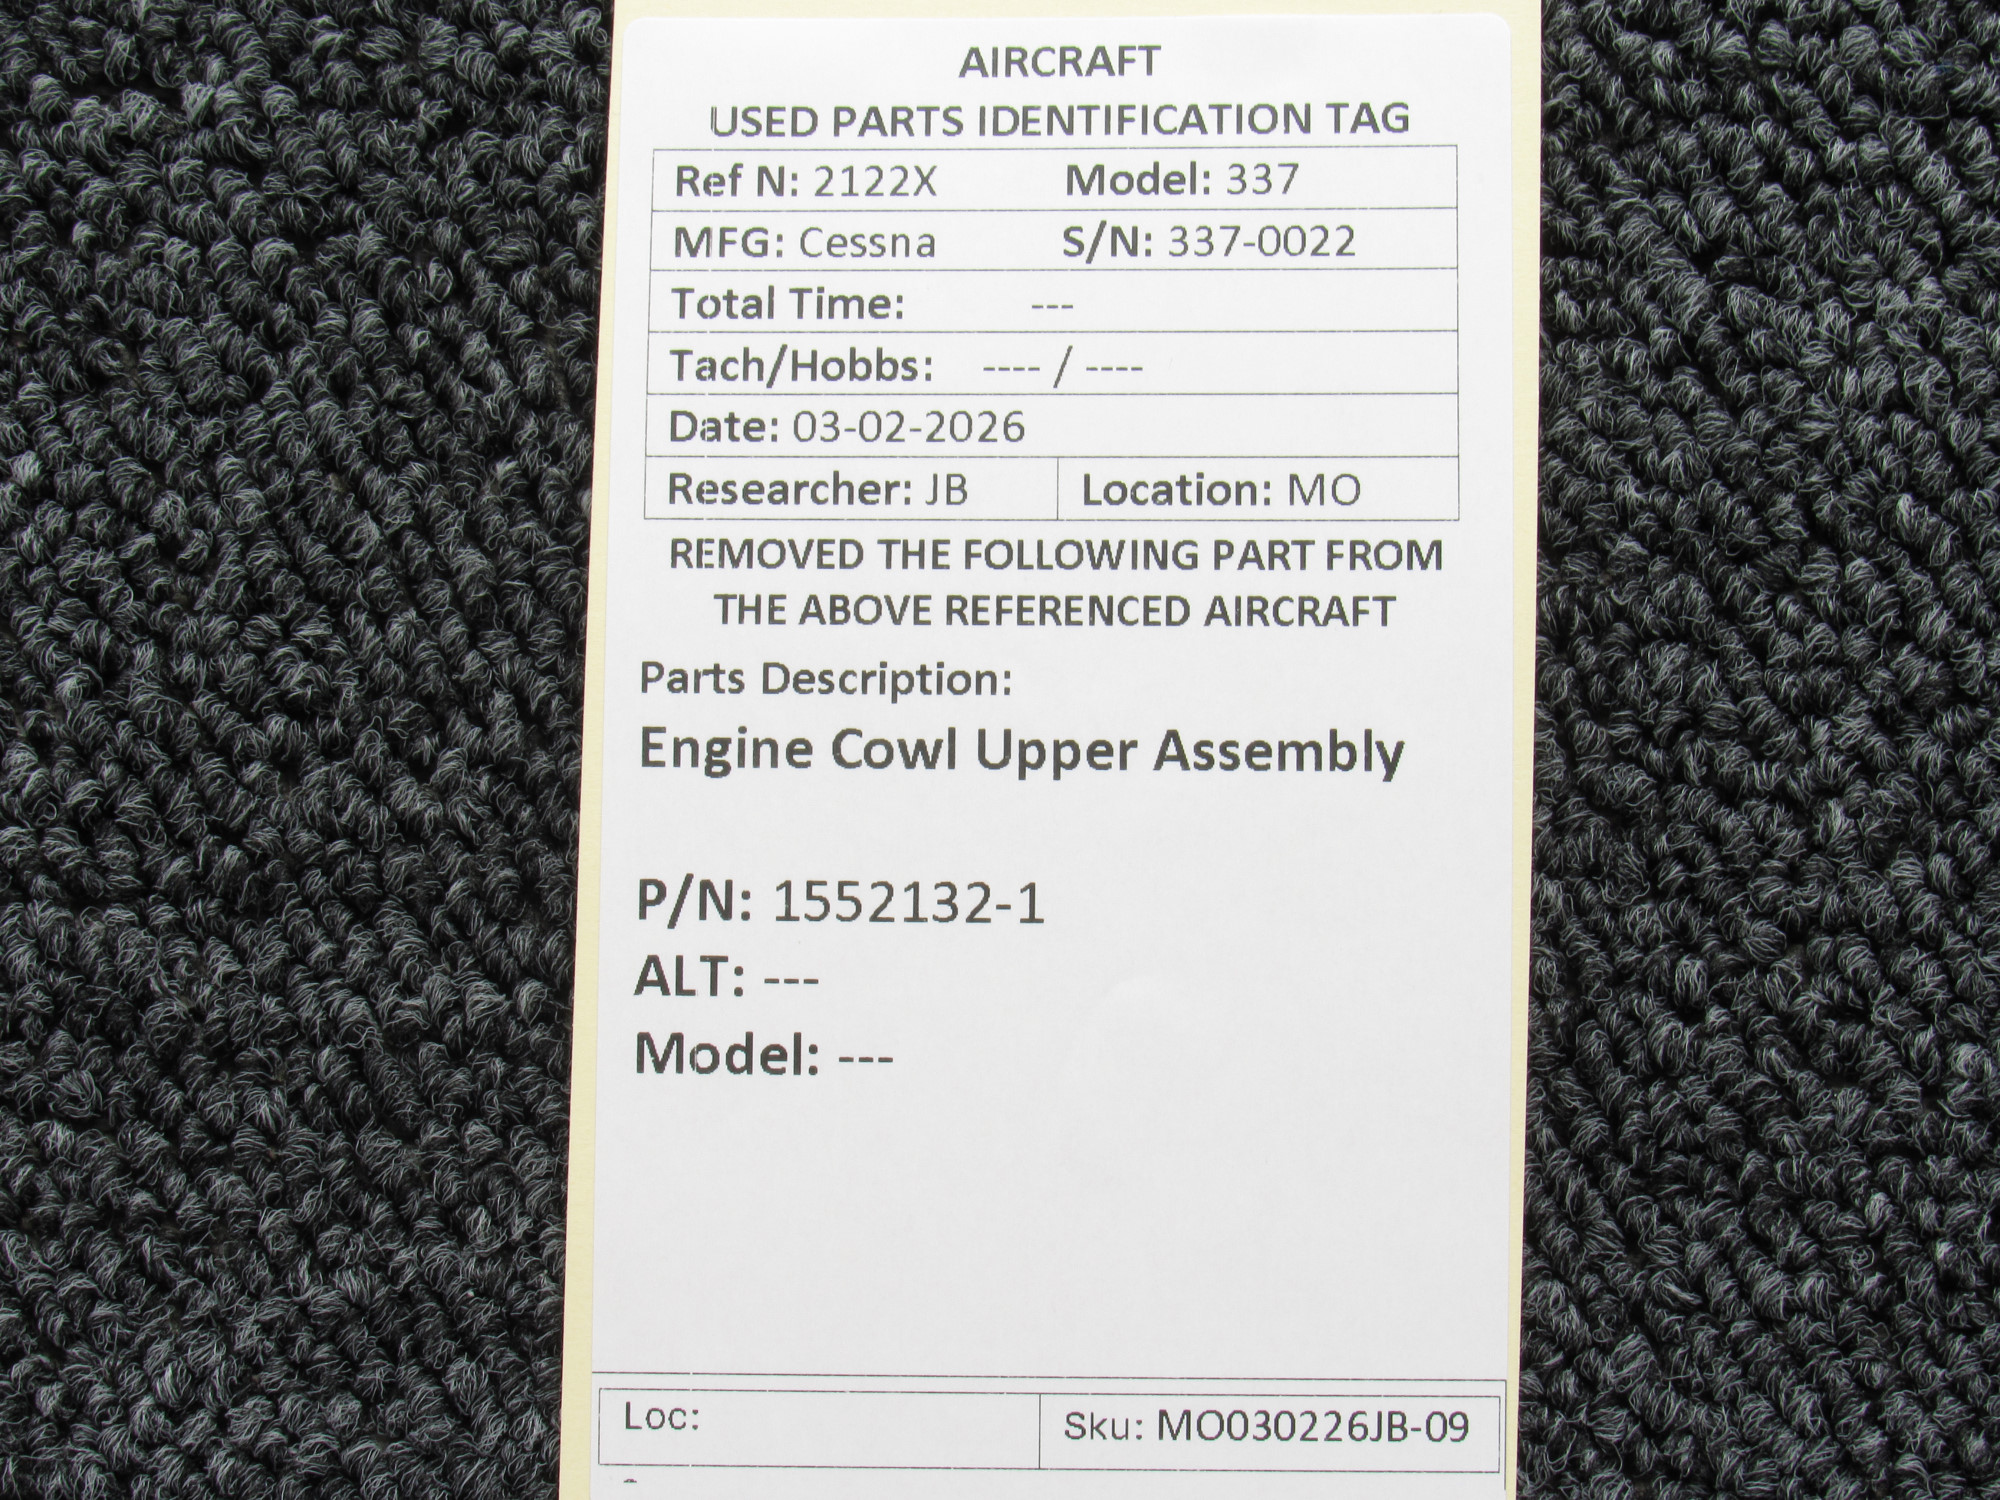 AIRCRAFT
USED PARTS IDENTIFICATION TAG
Ref N: 2122X Model: 337
MFG: Cessna S/N: 337-0022
Total Time: ---
Tach/Hobbs: ---- / ----
Date: 03-02-2026
Researcher: JB Location: MO
REMOVED THE FOLLOWING PART FROM
THE ABOVE REFERENCED AIRCRAFT
Parts Description:
Engine Cowl Upper Assembly
P/N: 1552132-1
ALT: ---
Model: ---
Loc: Sku: MO030226JB-09